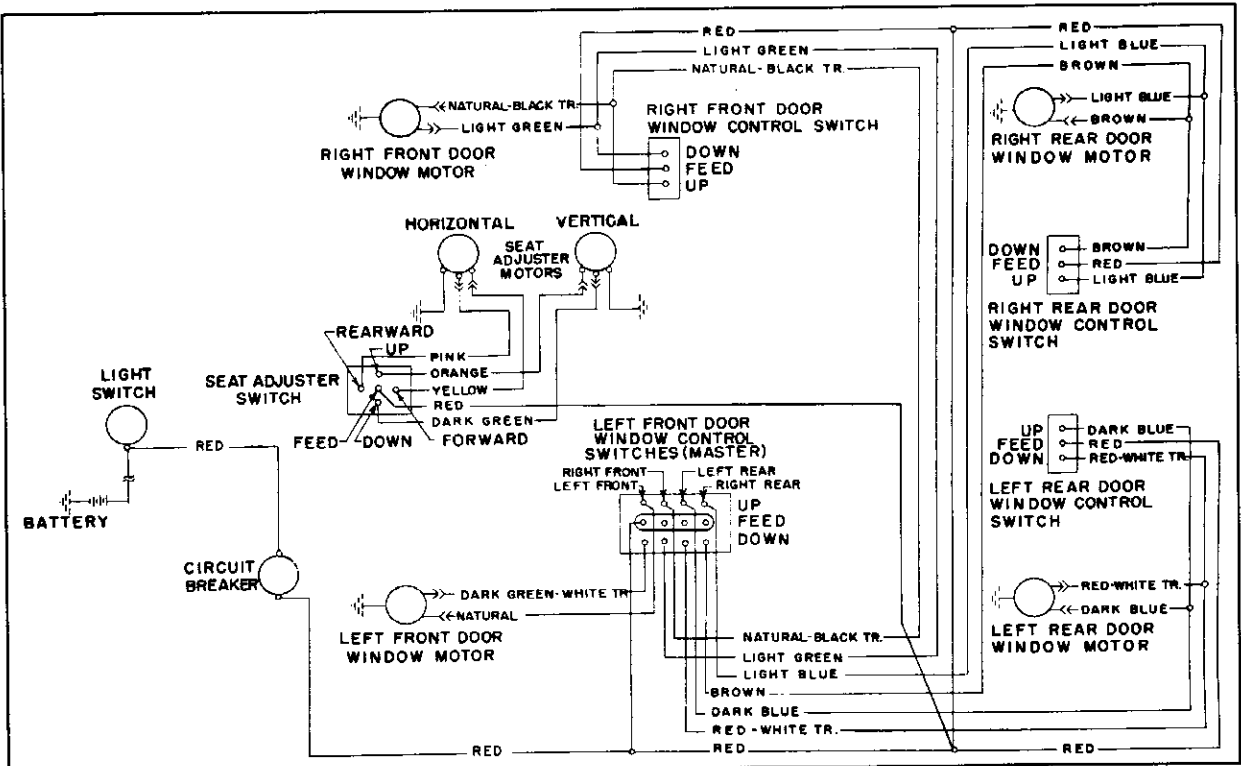 RED
LIGHT GREEN
NATURAL-BLACK TR.
RED
LIGHT BLUE
BROWN
NATURAL-BLACK TR.
LIGHT GREEN
RIGHT FRONT DOOR
WINDOW MOTOR
RIGHT FRONT DOOR
WINDOW CONTROL SWITCH
DOWN
FEED
UP
LIGHT BLUE
BROWN
RIGHT REAR DOOR
WINDOW MOTOR
HORIZONTAL
VERTICAL
SEAT
ADJUSTER
MOTORS
DOWN
FEED
UP
BROWN
RED
LIGHT BLUE
RIGHT REAR DOOR
WINDOW CONTROL
SWITCH
REARWARD
UP
PINK
ORANGE
YELLOW
RED
DARK GREEN
SEAT ADJUSTER
SWITCH
FEED
DOWN
FORWARD
LIGHT
SWITCH
RED
BATTERY
LEFT FRONT DOOR
WINDOW CONTROL
SWITCHES (MASTER)
RIGHT FRONT
LEFT FRONT
LEFT REAR
RIGHT REAR
UP
FEED
DOWN
UP
FEED
DOWN
DARK BLUE
RED
RED-WHITE TR.
LEFT REAR DOOR
WINDOW CONTROL
SWITCH
CIRCUIT
BREAKER
DARK GREEN-WHITE TR
NATURAL
LEFT FRONT DOOR
WINDOW MOTOR
RED-WHITE TR.
DARK BLUE
LEFT REAR DOOR
WINDOW MOTOR
NATURAL-BLACK TR.
LIGHT GREEN
LIGHT BLUE
BROWN
DARK BLUE
RED-WHITE TR.
RED
RED
RED